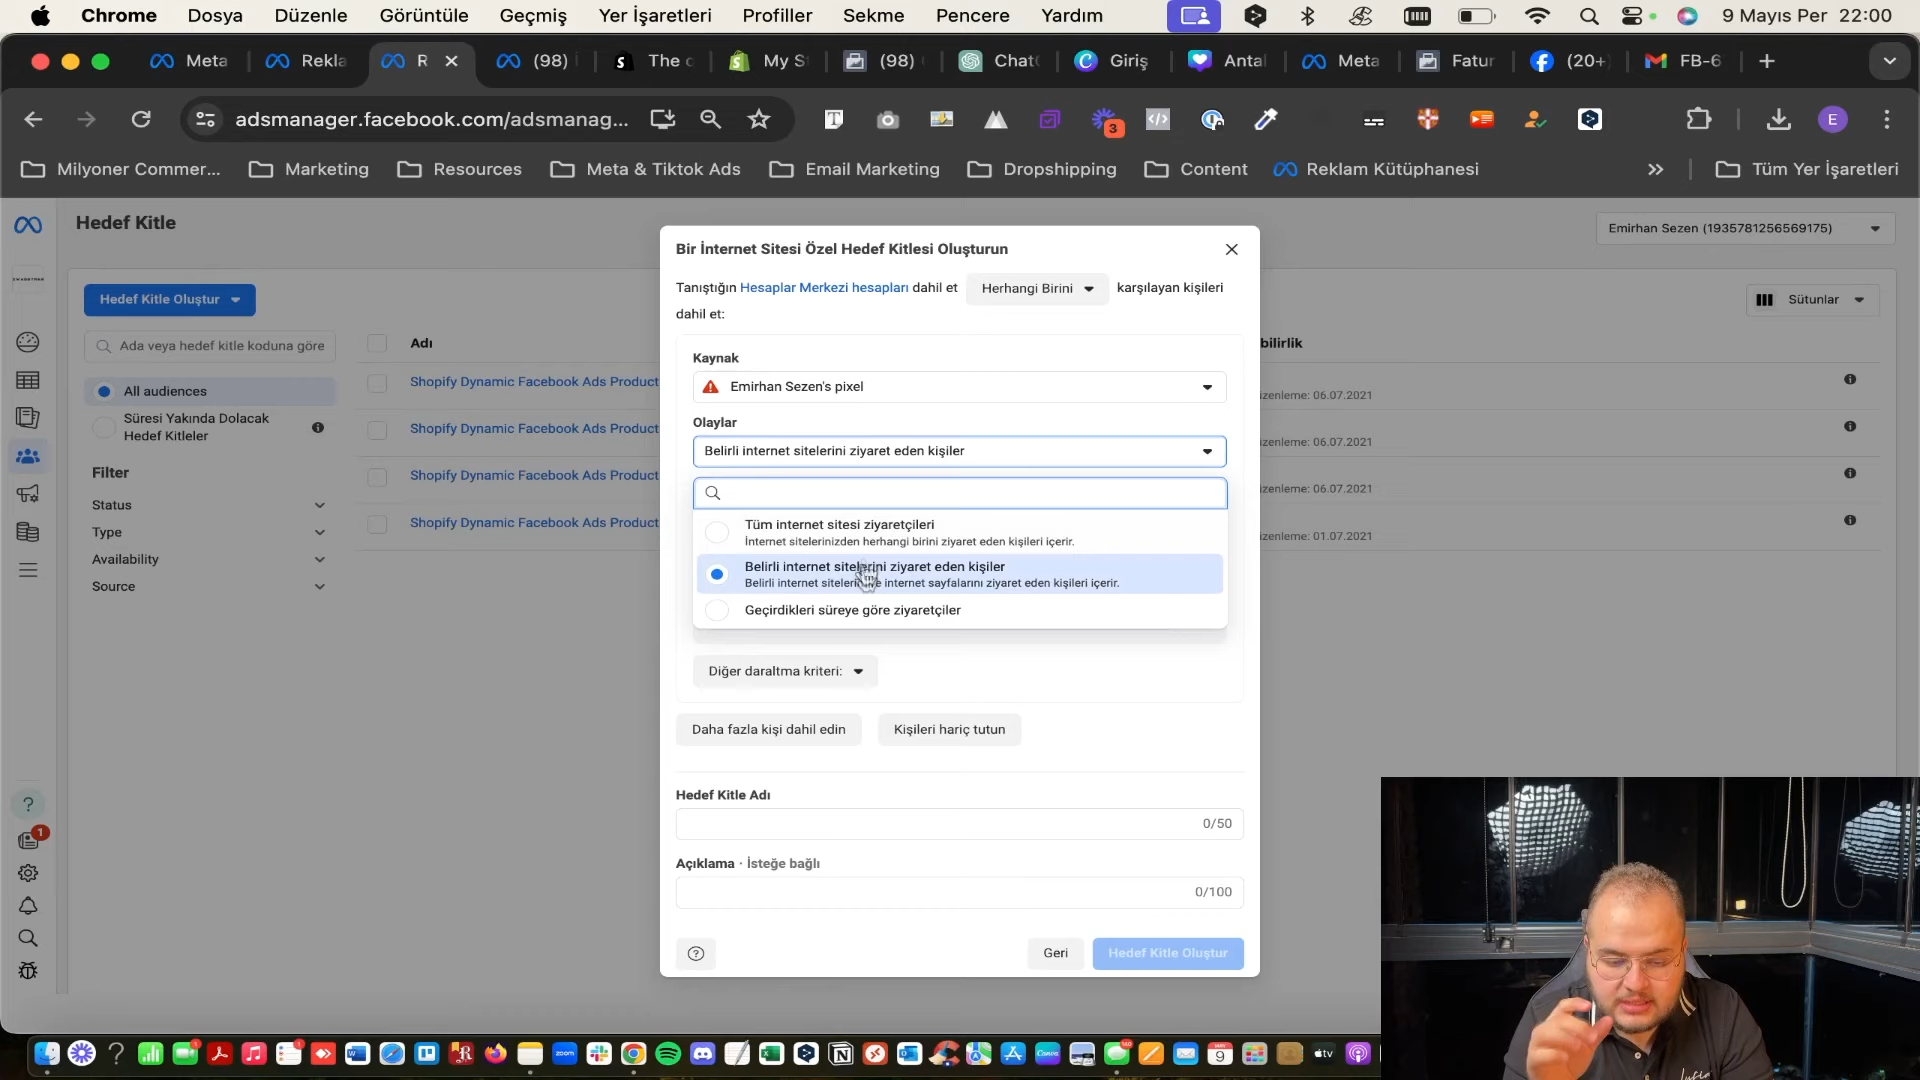 Chrome Dosya Düzenle Görüntüle Geçmiş Yer İşaretleri Profiller Sekme Pencere Yardım 9 Mayıs Per 22:00
Meta Rekla R (98) The c My S (98) Chat Giriş Antal Meta Fatur (20+ FB-6
adsmanager.facebook.com/adsmanag... 3 E
Milyoner Commer... Marketing Resources Meta & Tiktok Ads Email Marketing Dropshipping Content Reklam Kütüphanesi Tüm Yer İşaretleri
Hedef Kitle
Emirhan Sezen (1935781256569175)
Hedef Kitle Oluştur
Sütunlar
Ada veya hedef kitle koduna göre
Adı
bilirlik
All audiences
Süresi Yakında Dolacak
Hedef Kitleler
Filter
Status
Type
Availability
Source
Shopify Dynamic Facebook Ads Product
izenleme: 06.07.2021
Shopify Dynamic Facebook Ads Product
izenleme: 06.07.2021
Shopify Dynamic Facebook Ads Product
izenleme: 06.07.2021
Shopify Dynamic Facebook Ads Product
izenleme: 01.07.2021
Bir İnternet Sitesi Özel Hedef Kitlesi Oluşturun
Tanıştığın Hesaplar Merkezi hesapları dahil et Herhangi Birini karşılayan kişileri
dahil et:
Kaynak
Emirhan Sezen's pixel
Olaylar
Belirli internet sitelerini ziyaret eden kişiler
Tüm internet sitesi ziyaretçileri
İnternet sitelerinizden herhangi birini ziyaret eden kişileri içerir.
Belirli internet sitelerini ziyaret eden kişiler
Belirli internet siteleri ve internet sayfalarını ziyaret eden kişileri içerir.
Geçirdikleri süreye göre ziyaretçiler
Diğer daraltma kriteri:
Daha fazla kişi dahil edin
Kişileri hariç tutun
Hedef Kitle Adı
0/50
Açıklama · İsteğe bağlı
0/100
Geri
Hedef Kitle Oluştur
1
zoom
Canva
9
tv